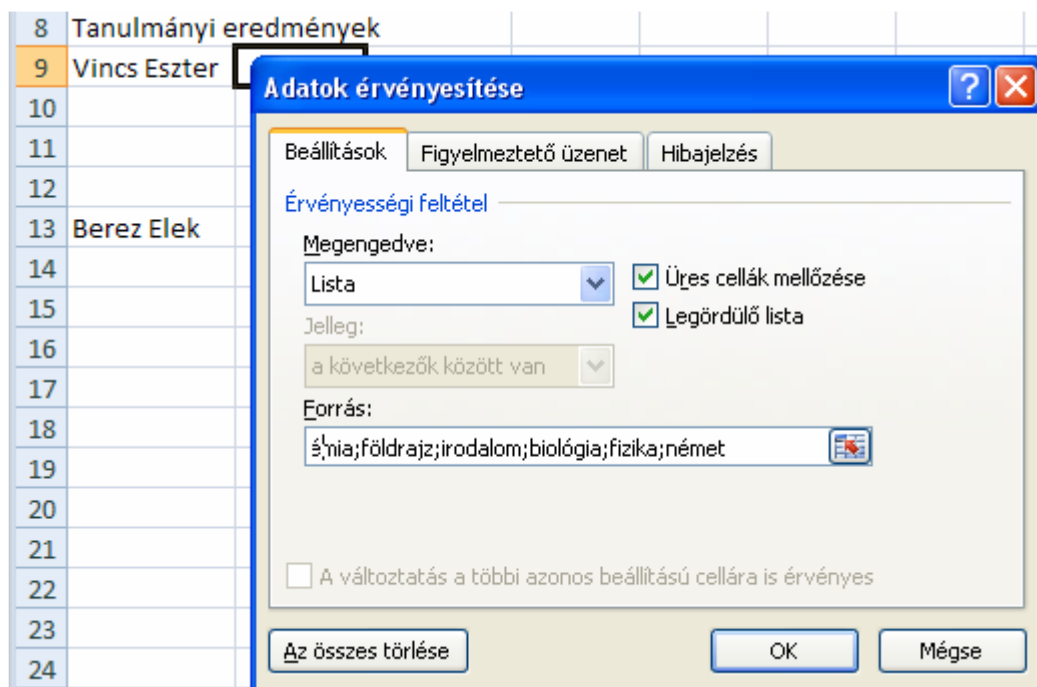 8 Tanulmányi eredmények
9 Vincs Eszter
Adatok érvényesítése
10
11
Beállítások Figyelmeztető üzenet Hibajelzés
12
Érvényességi feltétel
13 Berez Elek
Megengedve:
14
Lista
Üres cellák mellőzése
15
Jelleg:
Legördülő lista
16
a következők között van
17
Forrás:
18
földrajz;irodalom;biológia;fizika;német
19
20
21
A változtatás a többi azonos beállítású cellára is érvényes
22
23
Az összes törlése OK Mégse
24